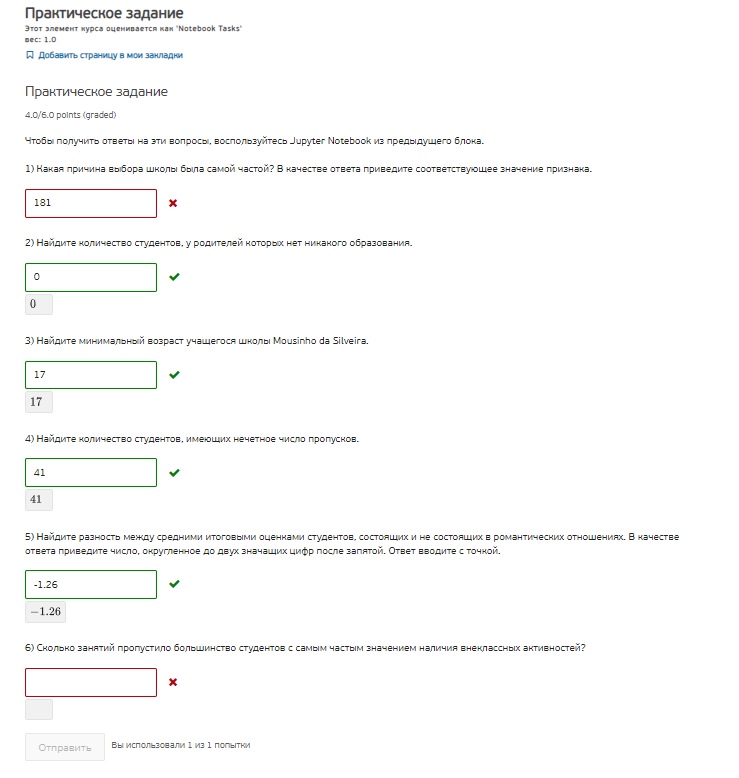 Практическое задание
Этот элемент курса оценивается как 'Notebook Tasks'
вес: 1.0
Добавить страницу в мои закладки
Практическое задание
4.0/6.0 points (graded)
Чтобы получить ответы на эти вопросы, воспользуйтесь Jupyter Notebook из предыдущего блока.
1) Какая причина выбора школы была самой частой? В качестве ответа приведите соответствующее значение признака.
181
2) Найдите количество студентов, у родителей которых нет никакого образования.
0
0
3) Найдите минимальный возраст учащегося школы Mousinho da Silveira.
17
17
4) Найдите количество студентов, имеющих нечетное число пропусков.
41
41
5) Найдите разность между средними итоговыми оценками студентов, состоящих и не состоящих в романтических отношениях. В качестве
ответа приведите число, округленное до двух значащих цифр после запятой. Ответ вводите с точкой.
-1.26
−1.26
6) Сколько занятий пропустило большинство студентов с самым частым значением наличия внеклассных активностей?
Отправить Вы использовали 1 из 1 попытки